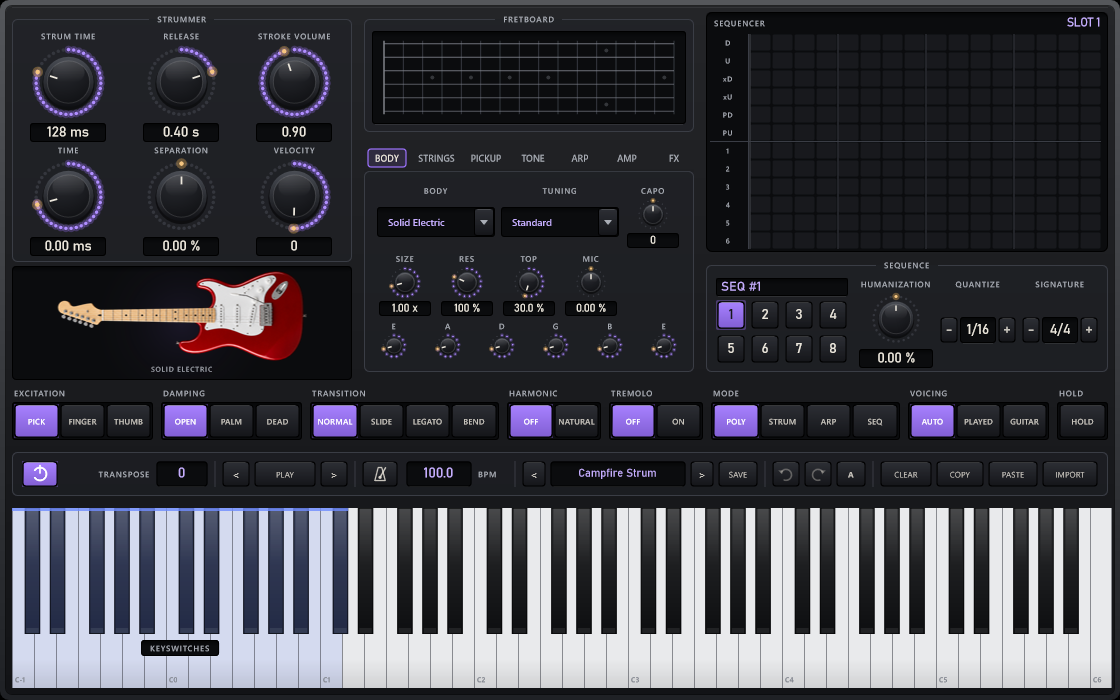 STRUMMER
STRUM TIME RELEASE STROKE VOLUME
128 ms 0.40 s 0.90
TIME SEPARATION VELOCITY
0.00 ms 0.00 % 0
SOLID ELECTRIC
FRETBOARD
BODY STRINGS PICKUP TONE ARP AMP FX
BODY TUNING CAPO
Solid Electric Standard
0
SIZE RES TOP MIC
1.00 x 100 % 30.0 % 0.00 %
E A D G B E
SEQUENCER SLOT 1
D
U
xD
xU
PD
PU
1
2
3
4
5
6
SEQUENCE
SEQ #1 HUMANIZATION QUANTIZE SIGNATURE
1 2 3 4
- 1/16 + - 4/4 +
5 6 7 8
0.00 %
EXCITATION DAMPING TRANSITION HARMONIC TREMOLO MODE VOICING HOLD
PICK FINGER THUMB OPEN PALM DEAD NORMAL SLIDE LEGATO BEND OFF NATURAL OFF ON POLY STRUM ARP SEQ AUTO PLAYED GUITAR HOLD
TRANSPOSE 0 < PLAY > 100.0 BPM < Campfire Strum > SAVE A CLEAR COPY PASTE IMPORT
KEYSWITCHES
C-1 C0 C1 C2 C3 C4 C5 C6